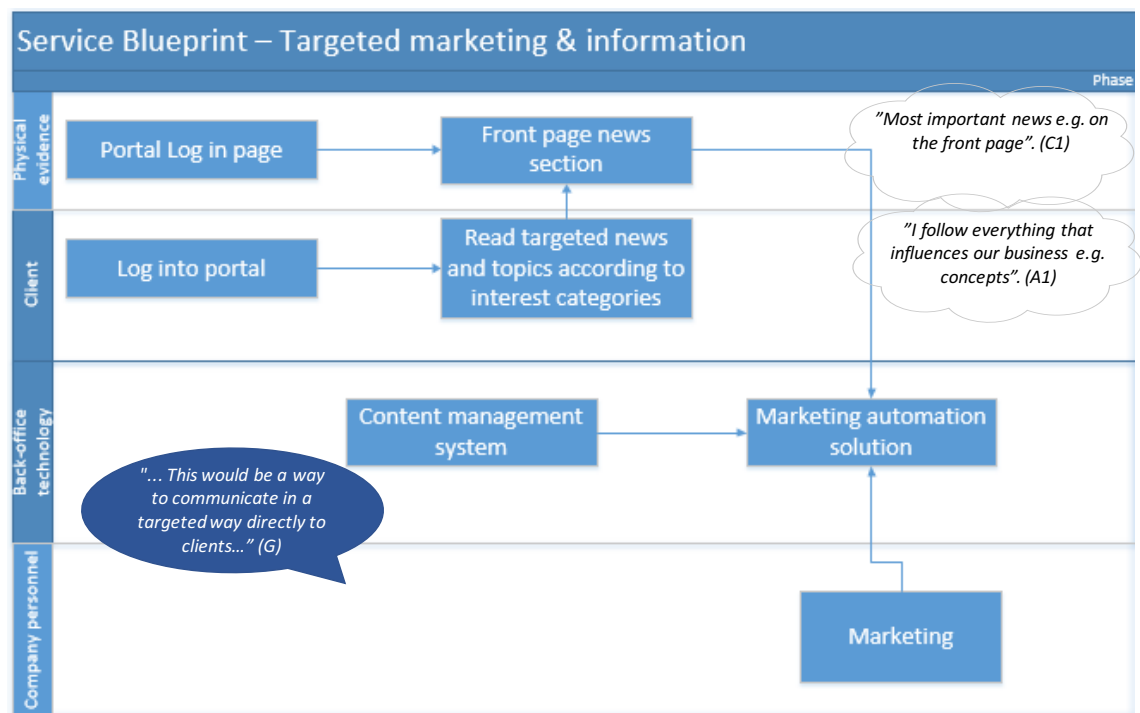 Service Blueprint – Targeted marketing & information
Phase
Physical
evidence
Portal Log in page
Front page news
section
”Most important news e.g. on
the front page”. (C1)
Client
Log into portal
Read targeted news
and topics according to
interest categories
”I follow everything that
influences our business e.g.
concepts”. (A1)
Back-office
technology
Content management
system
Marketing automation
solution
"... This would be a way
to communicate in a
targeted way directly to
clients…” (G)
Company personnel
Marketing